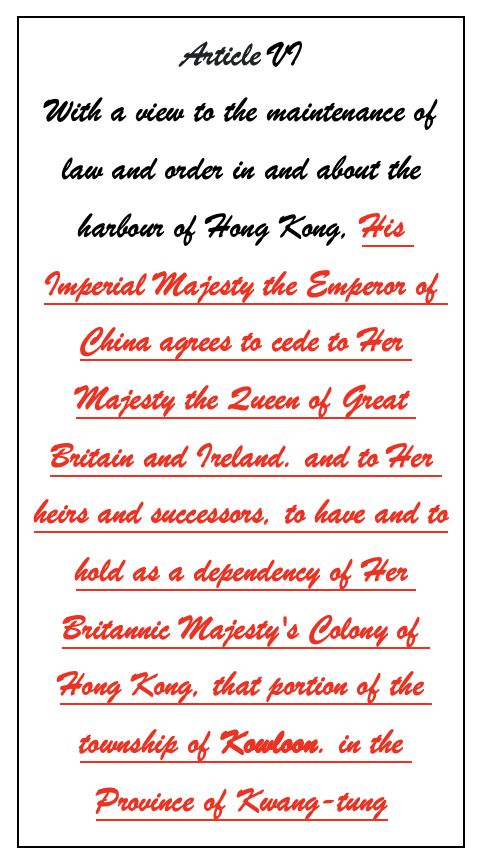 Article VI
With a view to the maintenance of
law and order in and about the
harbour of Hong Kong, His
Imperial Majesty the Emperor of
China agrees to cede to Her
Majesty the Queen of Great
Britain and Ireland. and to Her
heirs and successors, to have and to
hold as a dependency of Her
Britannic Majesty's Colony of
Hong Kong, that portion of the
township of Kowloon. in the
Province of Kwang-tung